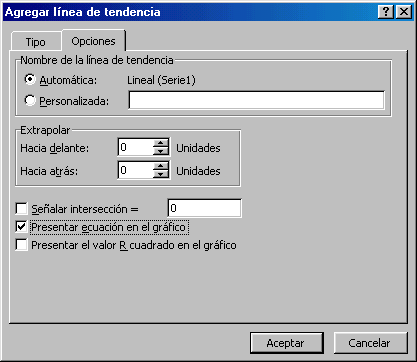 Agregar línea de tendencia
Tipo
Opciones
Nombre de la línea de tendencia
Automática: Lineal (Serie1)
Personalizada:
Extrapolar
Hacia delante: 0 Unidades
Hacia atrás: 0 Unidades
Señalar intersección = 0
Presentar ecuación en el gráfico
Presentar el valor R cuadrado en el gráfico
Aceptar
Cancelar